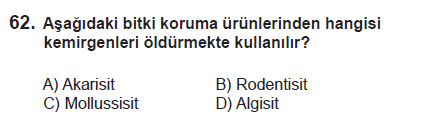 62. Aşağıdaki bitki koruma ürünlerinden hangisi
kemirgenleri öldürmekte kullanılır?
A) Akarisit B) Rodentisit
C) Mollussisit D) Algisit